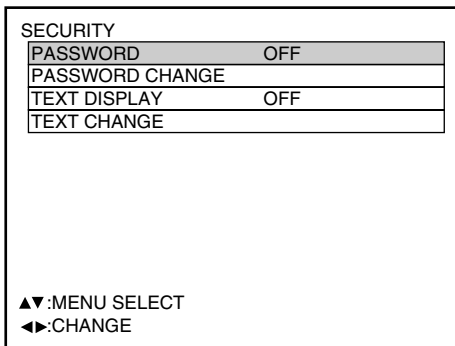 SECURITY
PASSWORD OFF
PASSWORD CHANGE
TEXT DISPLAY OFF
TEXT CHANGE
▲▼:MENU SELECT
◀▶:CHANGE